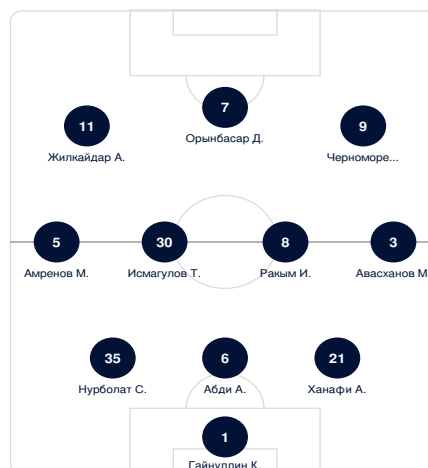 7
11
9
Орынбасар Д.
Жилкайдар А.
Черноморе...
5
30
8
3
Амренов М.
Исмагулов Т.
Ракым И.
Авасханов М
35
6
21
Нурболат С.
Абди А.
Ханафи А.
1
Гайнуллин К.